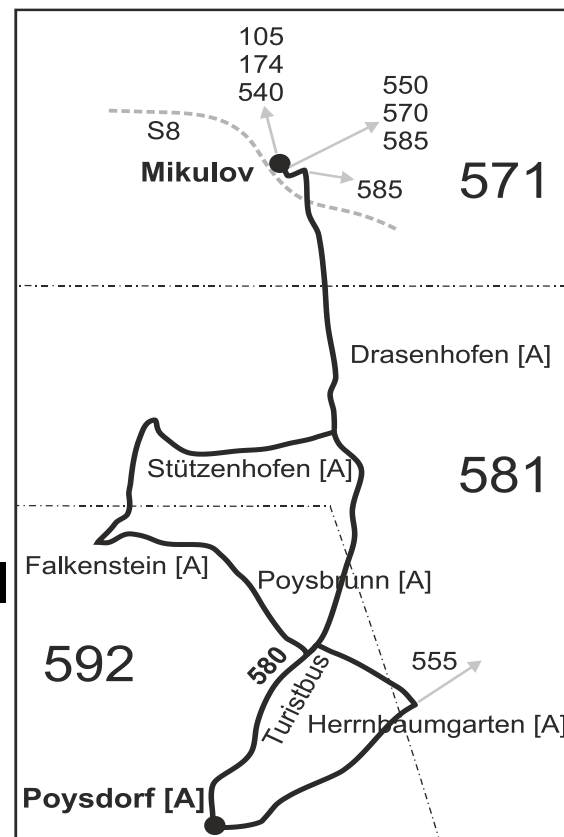 105
174
540
550
570
585
S8
Mikulov
585
571
Drasenhofen [A]
Stützenhofen [A]
581
Falkenstein [A]
Poysbrunn [A]
592
580
Turistbus
555
Herrnbaumgarten [A]
Poysdorf [A]